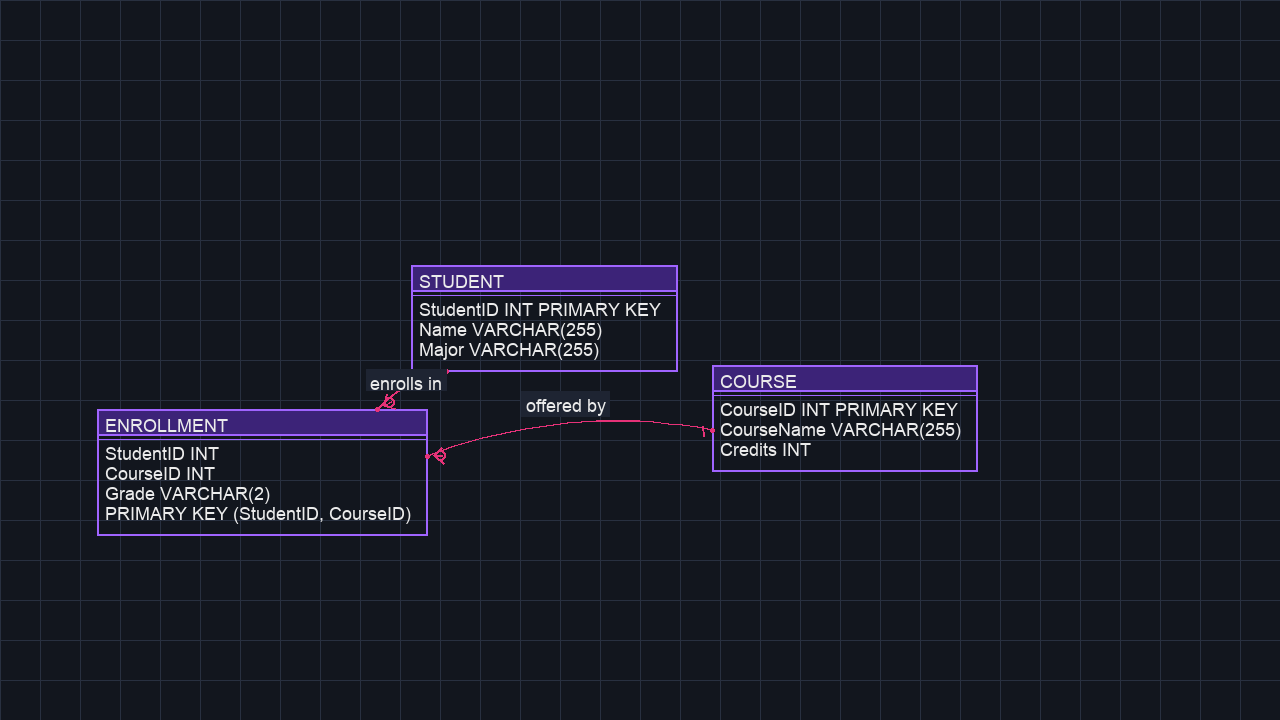 STUDENT
StudentID INT PRIMARY KEY
Name VARCHAR(255)
Major VARCHAR(255)
enrolls in
offered by
COURSE
CourseID INT PRIMARY KEY
CourseName VARCHAR(255)
Credits INT
ENROLLMENT
StudentID INT
CourseID INT
Grade VARCHAR(2)
PRIMARY KEY (StudentID, CourseID)